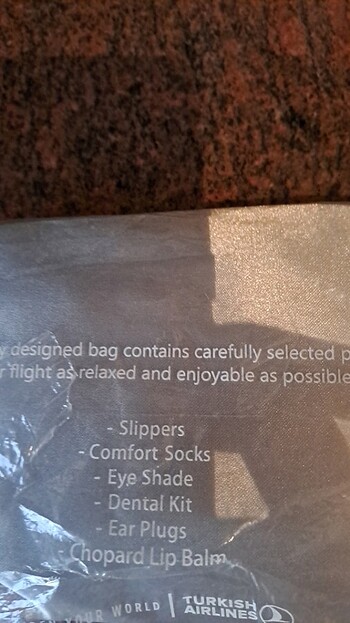 designed bag contains carefully selected
flight as relaxed and enjoyable as possible
- Slippers
- Comfort Socks
- Eye Shade
- Dental Kit
- Ear Plugs
- Chopard Lip Balm
YOUR WORLD | TURKISH
AIRLINES